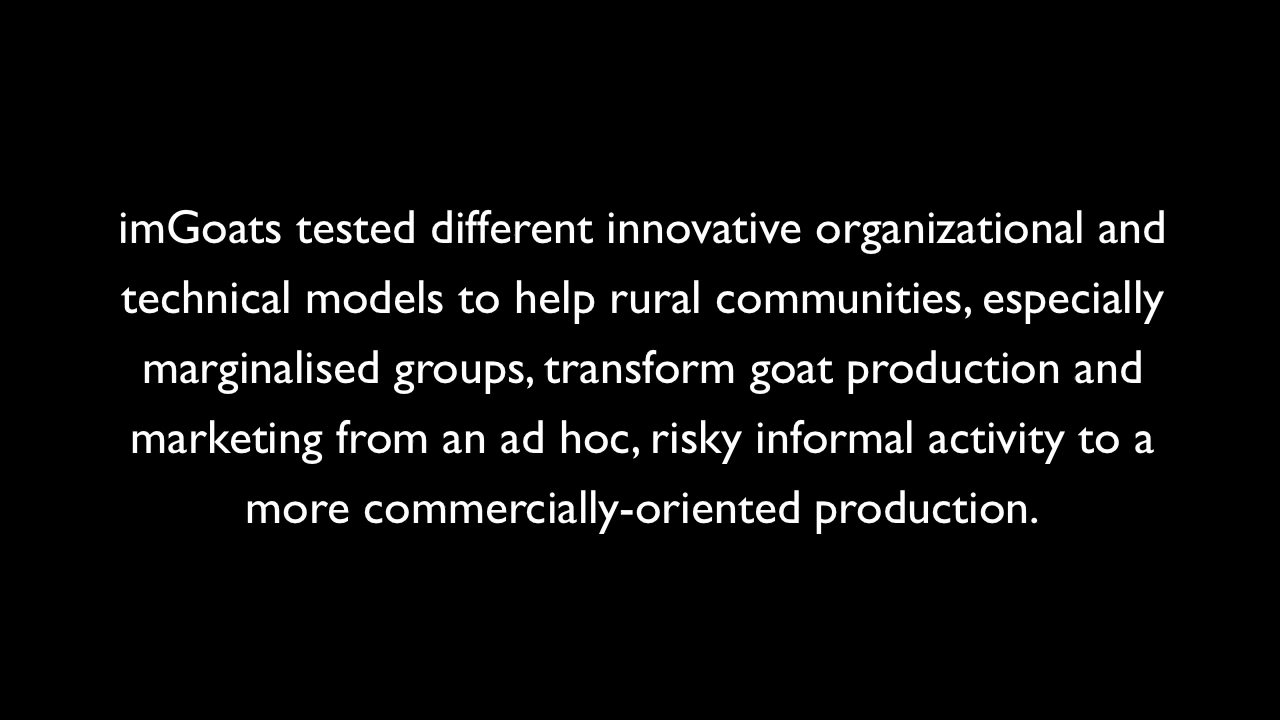 imGoats tested different innovative organizational and
technical models to help rural communities, especially
marginalised groups, transform goat production and
marketing from an ad hoc, risky informal activity to a
more commercially-oriented production.